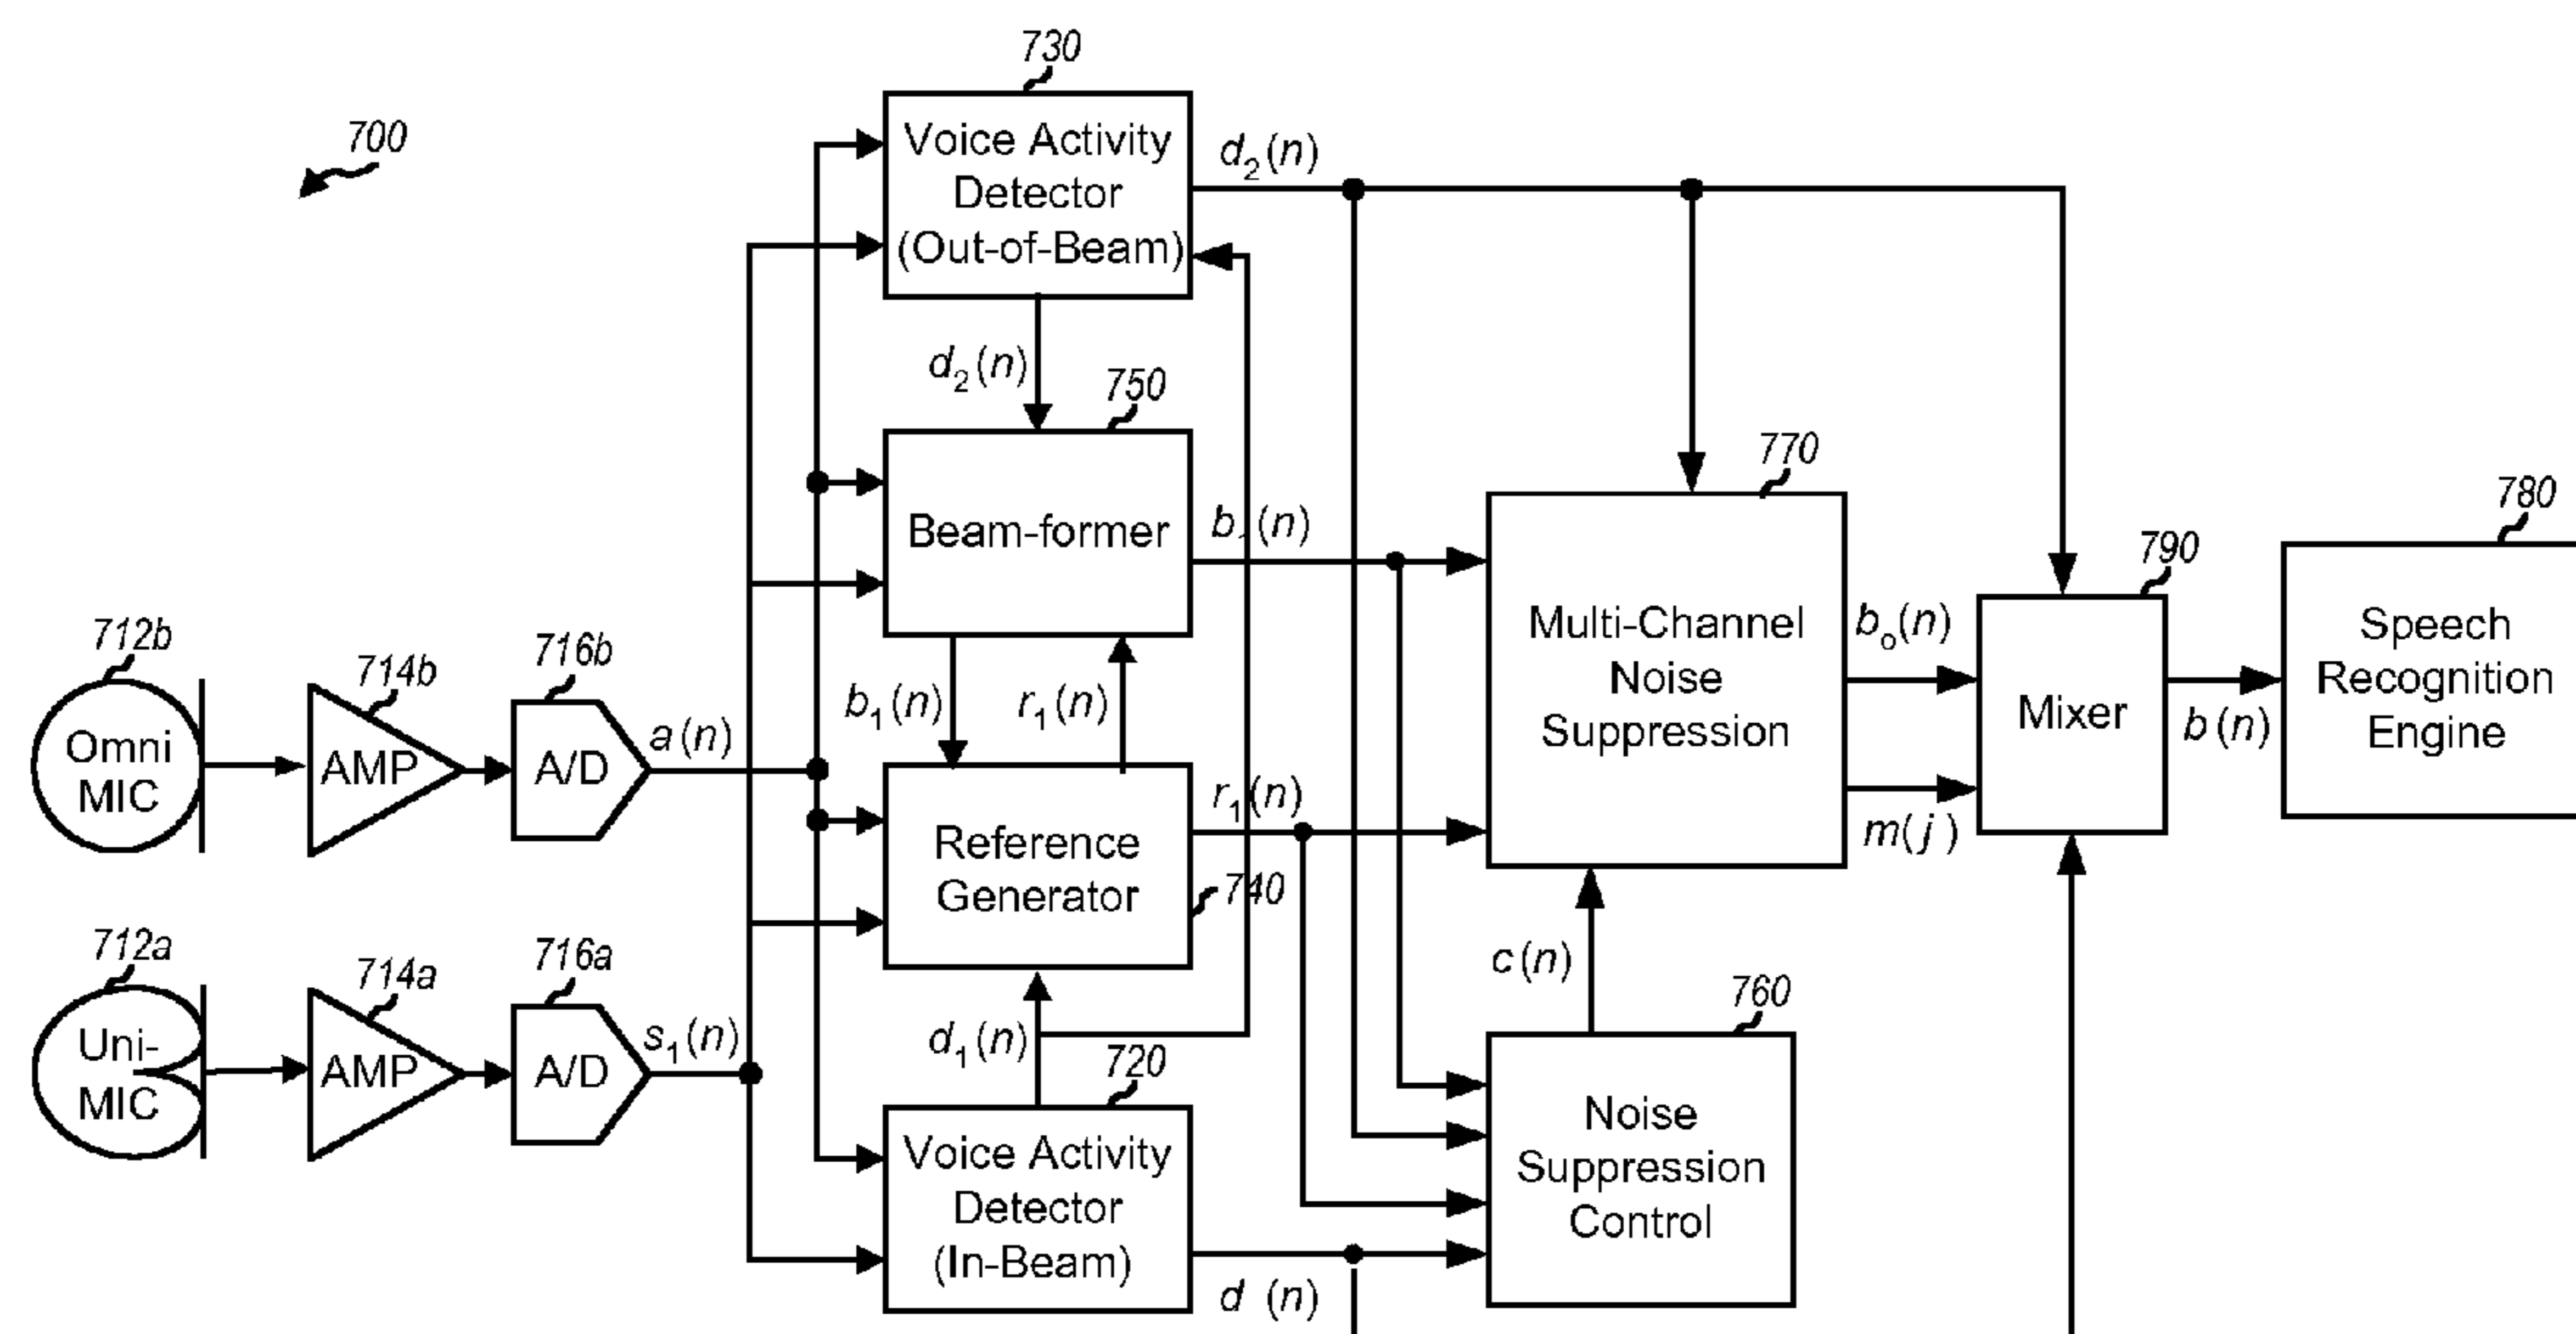 700
730
Voice Activity
Detector
(Out-of-Beam)
d₂(n)
d₂(n)
750
Beam-former
b₁(n)
r₁(n)
b (n)
770
Multi-Channel
Noise
Suppression
bₒ(n)
m(j)
790
Mixer
b(n)
780
Speech
Recognition
Engine
712b
Omni
MIC
714b
AMP
716b
A/D
a(n)
Reference
Generator
740
r₁(n)
712a
Uni-
MIC
714a
AMP
716a
A/D
s₁(n)
d₁(n)
720
Voice Activity
Detector
(In-Beam)
d (n)
c(n)
760
Noise
Suppression
Control